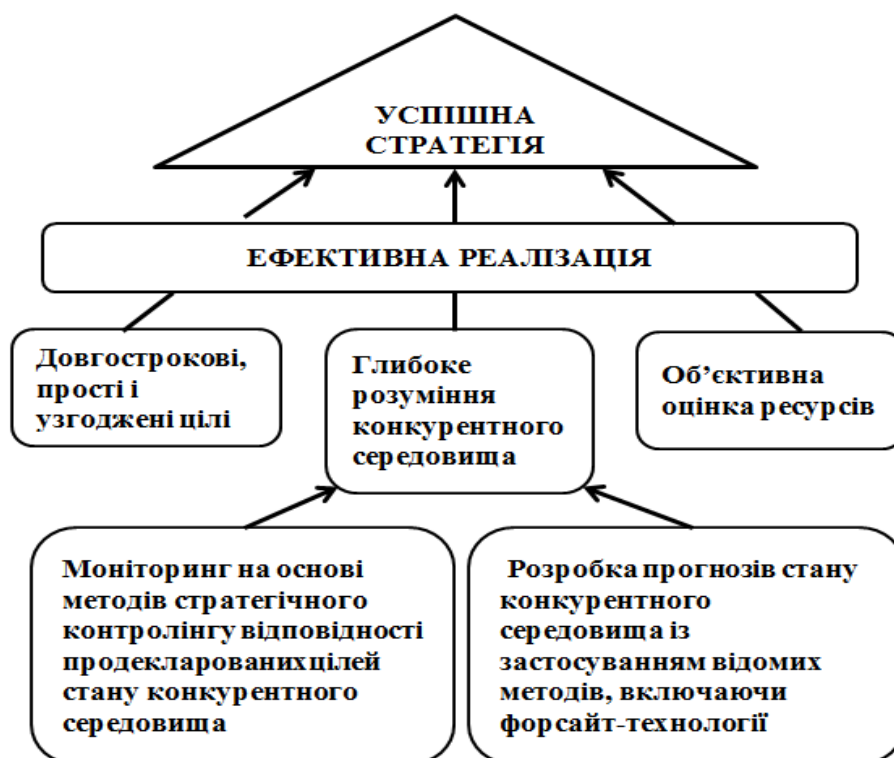 УСПІШНА
СТРАТЕГІЯ
ЕФЕКТИВНА РЕАЛІЗАЦІЯ
Довгострокові,
прості і
узгоджені цілі
Глибоке
розуміння
конкурентного
середовища
Об’єктивна
оцінка ресурсів
Моніторинг на основі
методів стратегічного
контролінгу відповідності
продекларованих цілей
стану конкурентного
середовища
Розробка прогнозів стану
конкурентного
середовища із
застосуванням відомих
методів, включаючи
форсайт-технології